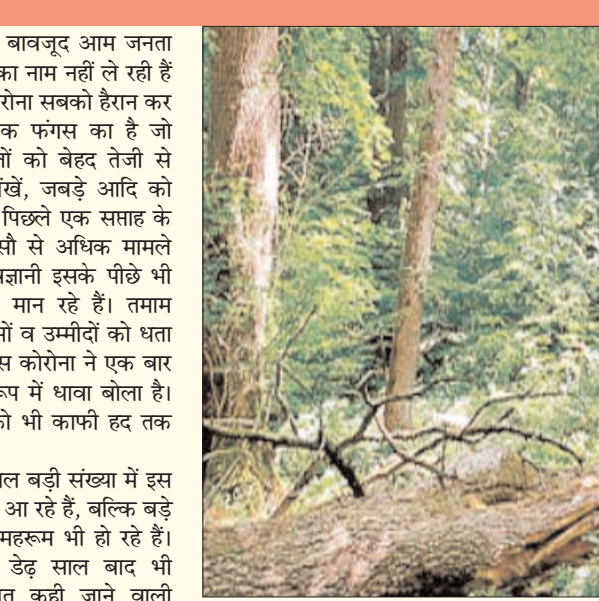 बावजूद आम जनता
का नाम नहीं ले रही हैं
रोना सबको हैरान कर
क फंगस का है जो
ों को बेहद तेजी से
ंखें, जबड़े आदि को
पिछले एक सप्ताह के
सौ से अधिक मामले
ज्ञानी इसके पीछे भी
मान रहे हैं। तमाम
ों व उम्मीदों को धता
स कोरोना ने एक बार
रूप में धावा बोला है।
को भी काफी हद तक
ाल बड़ी संख्या में इस
आ रहे हैं, बल्कि बड़े
महरूम भी हो रहे हैं।
डेढ़ साल बाद भी
कही जाने वाली